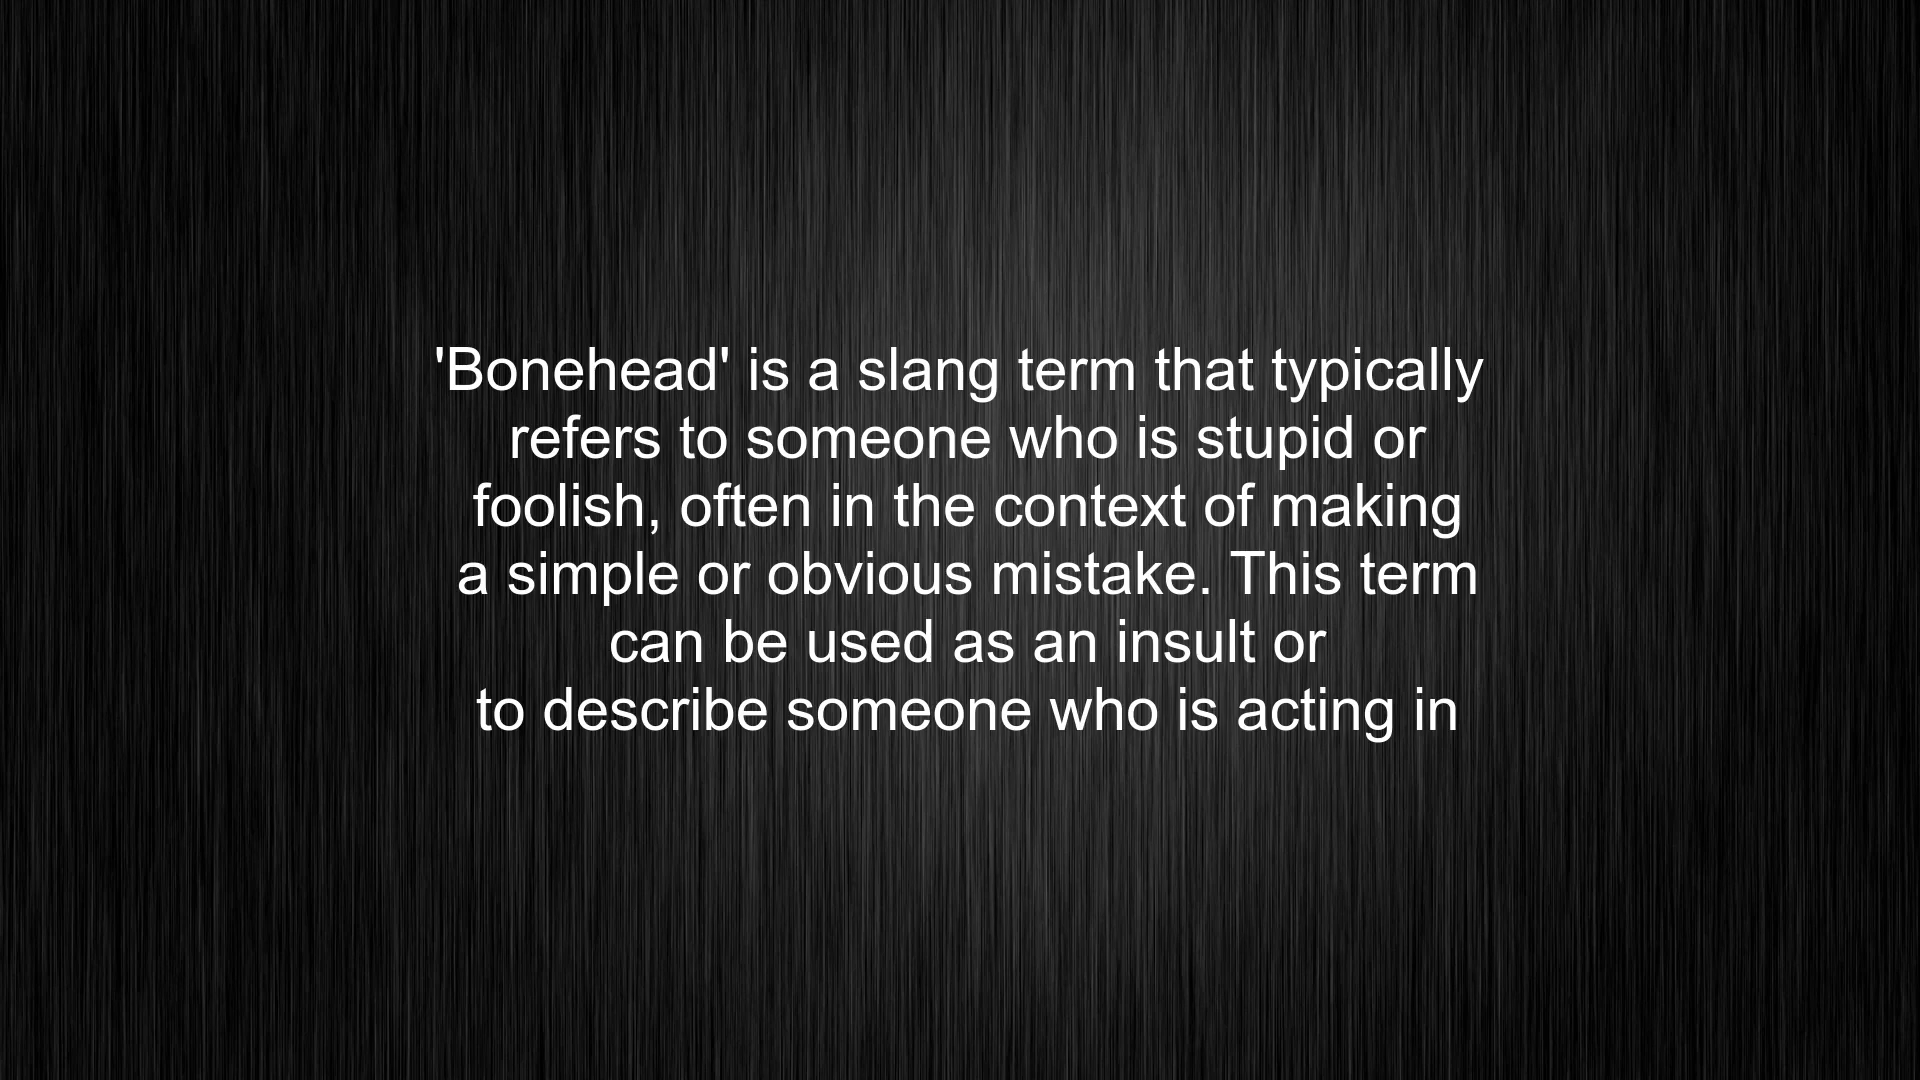 'Bonehead' is a slang term that typically
refers to someone who is stupid or
foolish, often in the context of making
a simple or obvious mistake. This term
can be used as an insult or
to describe someone who is acting in